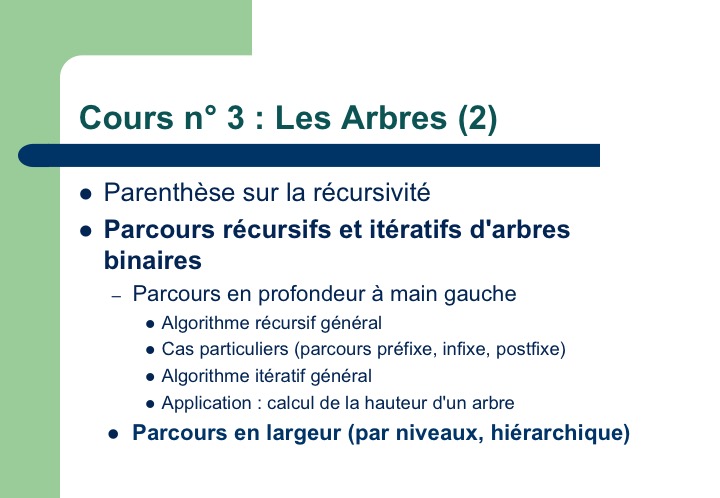 Cours n° 3 : Les Arbres (2)
● Parenthèse sur la récursivité
● Parcours récursifs et itératifs d'arbres
binaires
– Parcours en profondeur à main gauche
● Algorithme récursif général
● Cas particuliers (parcours préfixe, infixe, postfixe)
● Algorithme itératif général
● Application : calcul de la hauteur d'un arbre
● Parcours en largeur (par niveaux, hiérarchique)